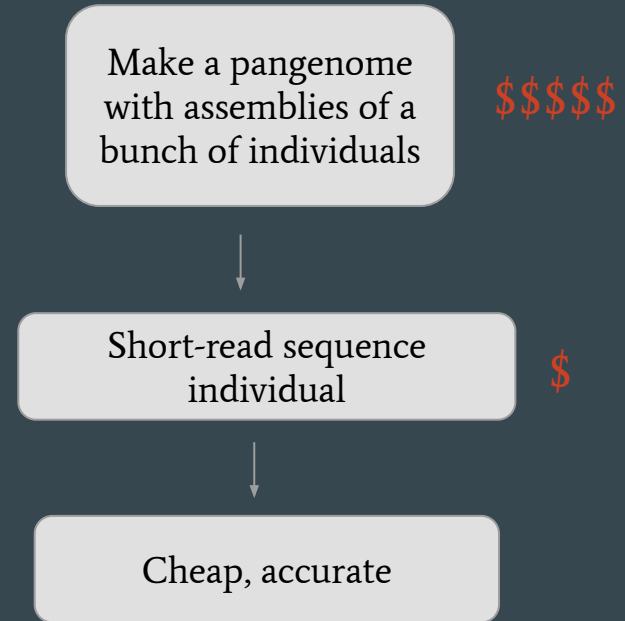 Make a pangenome
with assemblies of a
bunch of individuals
$$$$$
Short-read sequence
individual
$
Cheap, accurate